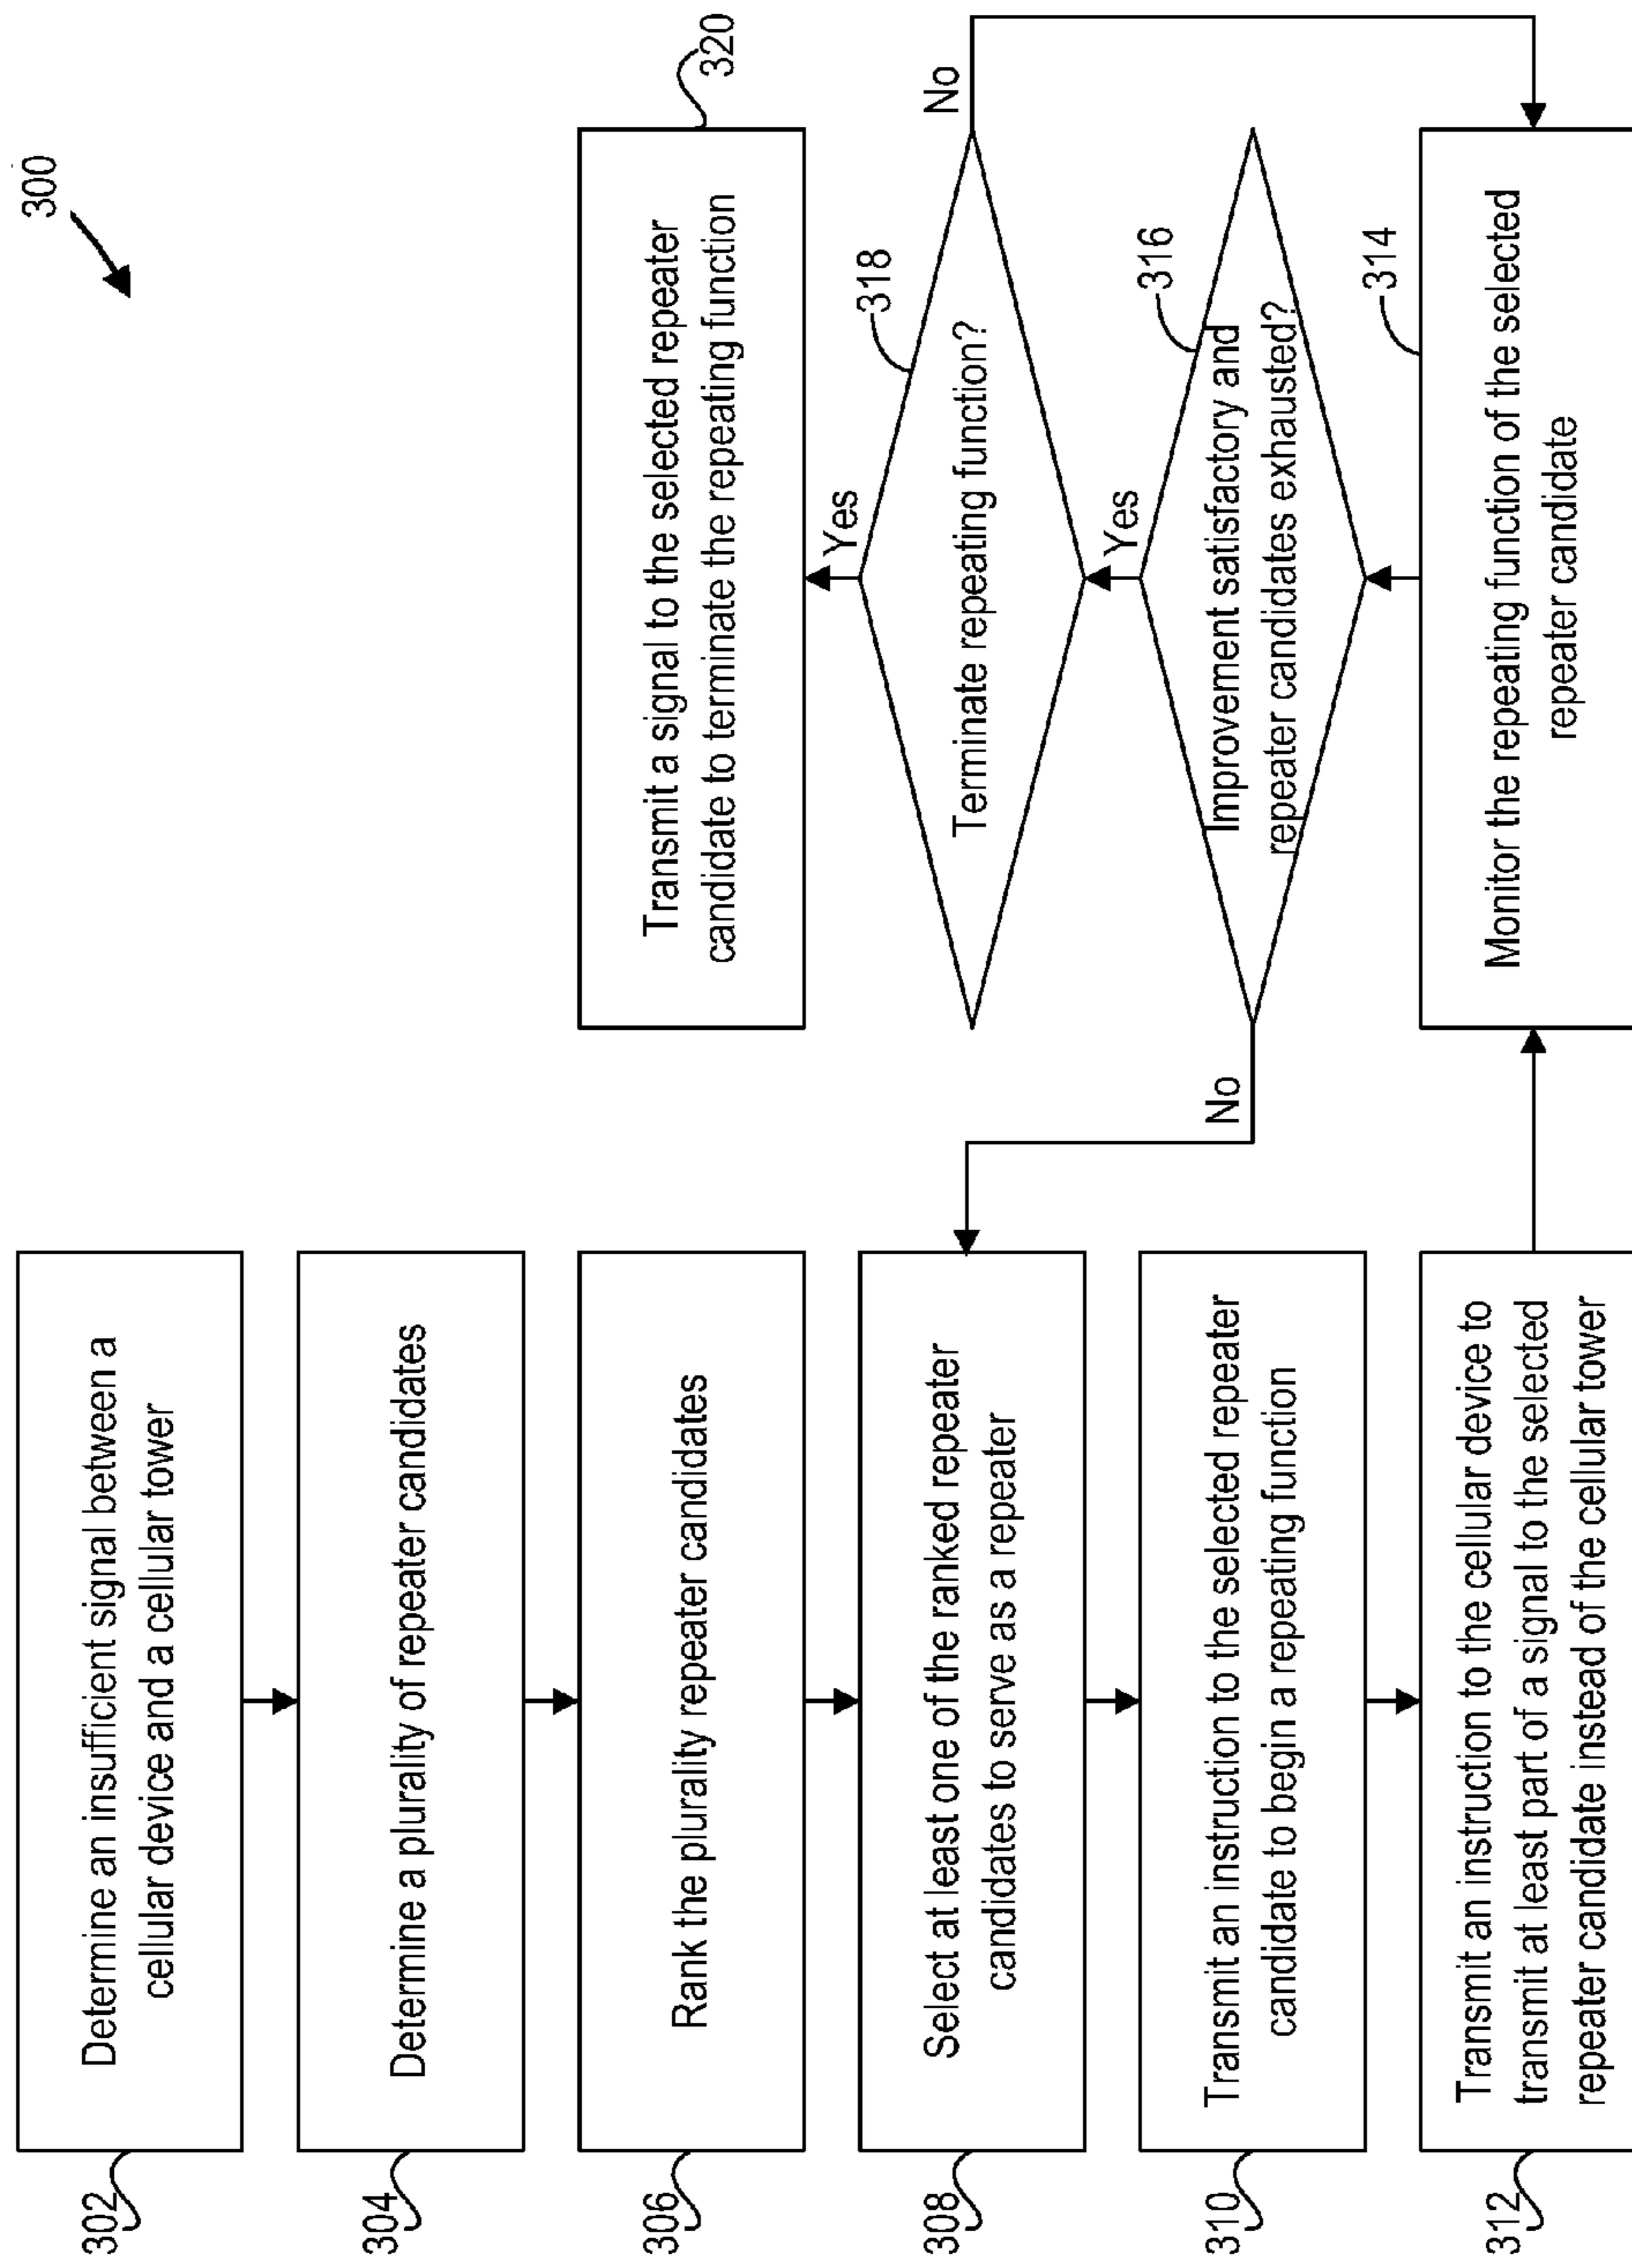 300
302
Determine an insufficient signal between a
cellular device and a cellular tower
304
Determine a plurality of repeater candidates
306
Rank the plurality repeater candidates
308
Select at least one of the ranked repeater
candidates to serve as a repeater
310
Transmit an instruction to the selected repeater
candidate to begin a repeating function
312
Transmit an instruction to the cellular device to
transmit at least part of a signal to the selected
repeater candidate instead of the cellular tower
314
Monitor the repeating function of the selected
repeater candidate
316
Improvement satisfactory and
repeater candidates exhausted?
No
Yes
318
Terminate repeating function?
No
Yes
320
Transmit a signal to the selected repeater
candidate to terminate the repeating function